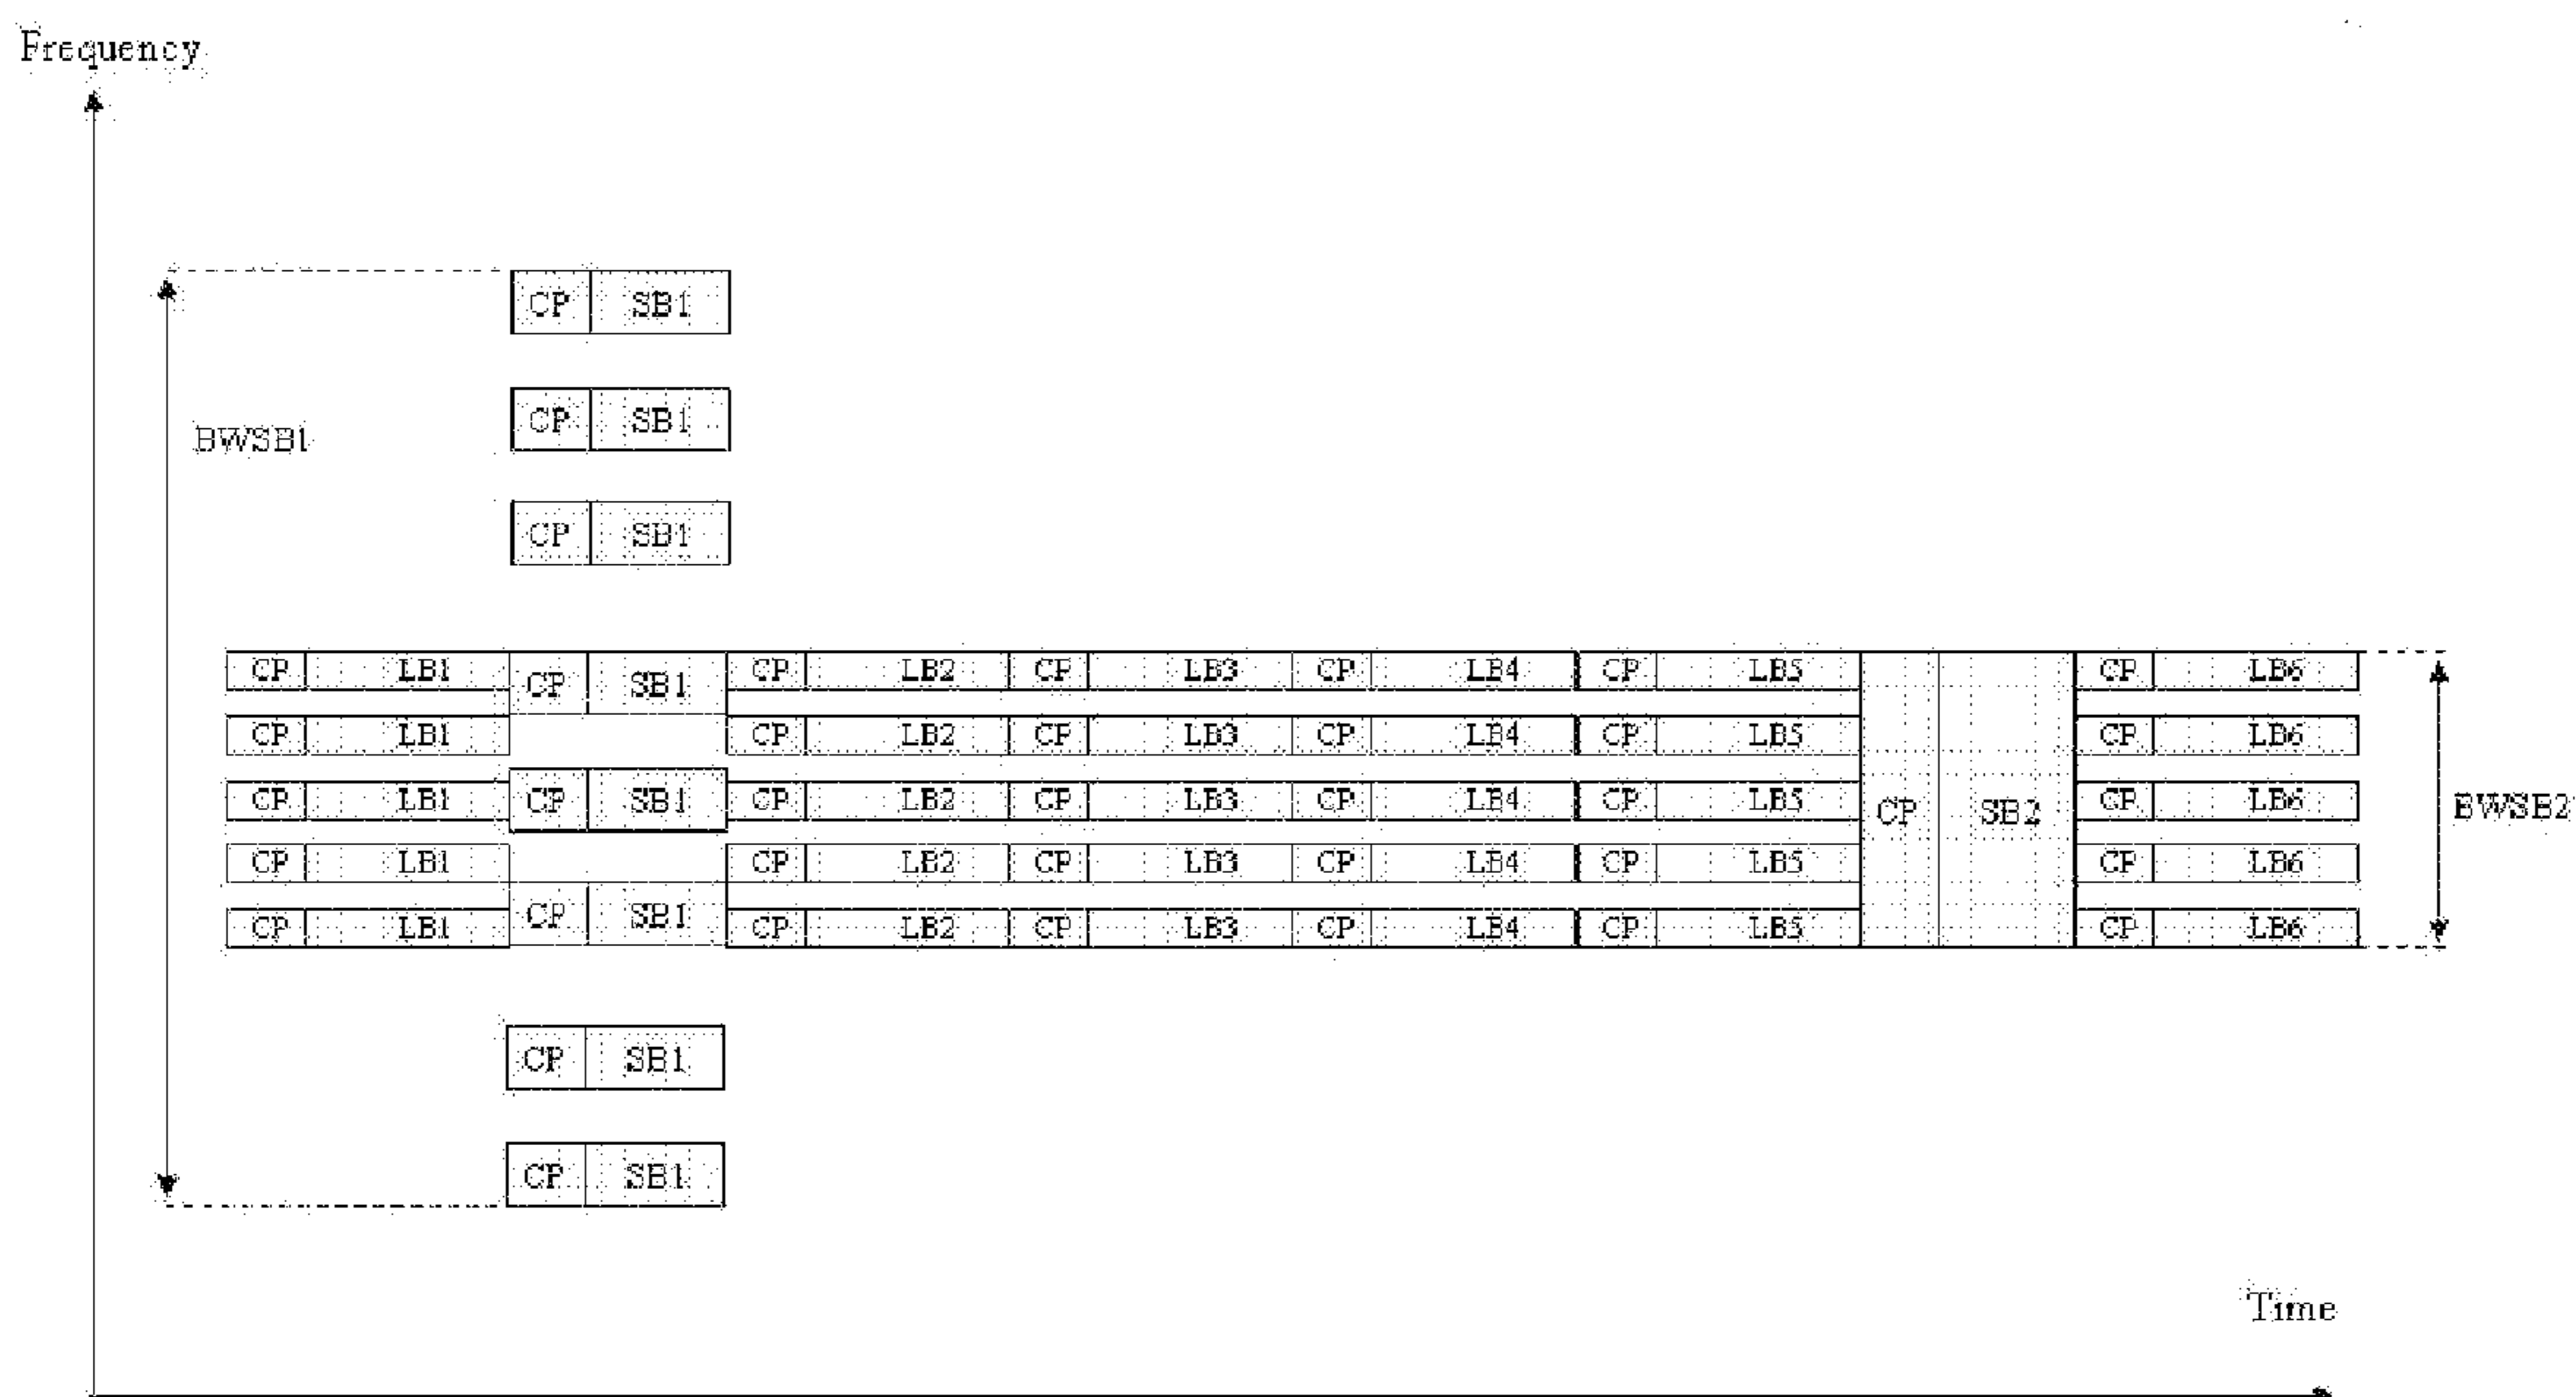 Frequency
CP SB1
CP SB1
BWSB1
CP SB1
CP LB1 CP SB1 CP LB2 CP LB3 CP LB4 CP LB5 CP LB6
CP LB1 CP LB2 CP LB3 CP LB4 CP LB5 CP LB6
CP LB1 CP SB1 CP LB2 CP LB3 CP LB4 CP LB5 CP SB2 CP LB6 BWSB2
CP LB1 CP LB2 CP LB3 CP LB4 CP LB5 CP LB6
CP LB1 CP SB1 CP LB2 CP LB3 CP LB4 CP LB5 CP LB6
CP SB1
CP SB1
Time